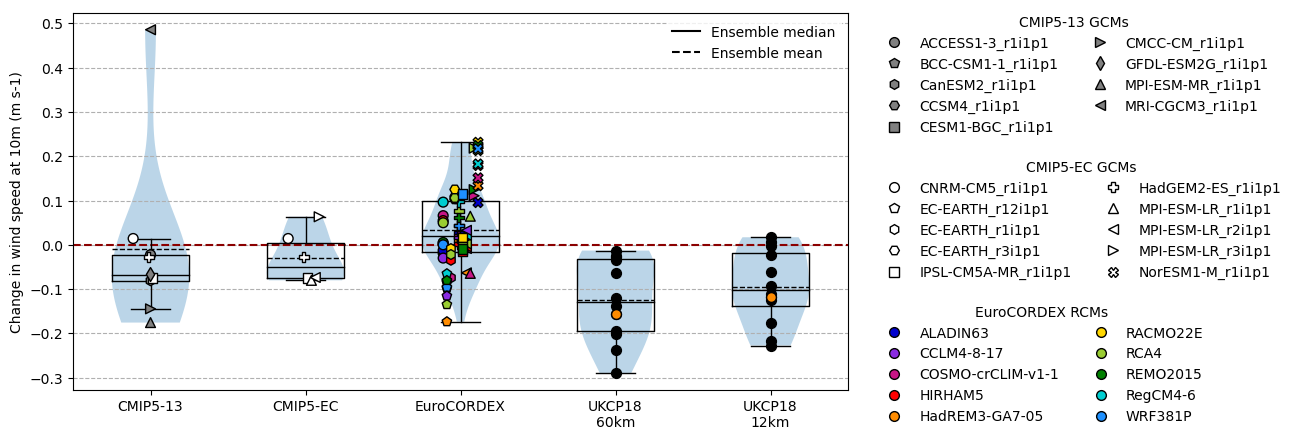 Change in wind speed at 10m (m s-1)
0.5
0.4
0.3
0.2
0.1
0.0
−0.1
−0.2
−0.3
Ensemble median
Ensemble mean
CMIP5-13
CMIP5-EC
EuroCORDEX
UKCP18
60km
UKCP18
12km
CMIP5-13 GCMs
ACCESS1-3_r1i1p1
BCC-CSM1-1_r1i1p1
CanESM2_r1i1p1
CCSM4_r1i1p1
CESM1-BGC_r1i1p1
CMCC-CM_r1i1p1
GFDL-ESM2G_r1i1p1
MPI-ESM-MR_r1i1p1
MRI-CGCM3_r1i1p1
CMIP5-EC GCMs
CNRM-CM5_r1i1p1
EC-EARTH_r12i1p1
EC-EARTH_r1i1p1
EC-EARTH_r3i1p1
IPSL-CM5A-MR_r1i1p1
HadGEM2-ES_r1i1p1
MPI-ESM-LR_r1i1p1
MPI-ESM-LR_r2i1p1
MPI-ESM-LR_r3i1p1
NorESM1-M_r1i1p1
EuroCORDEX RCMs
ALADIN63
CCLM4-8-17
COSMO-crCLIM-v1-1
HIRHAM5
HadREM3-GA7-05
RACMO22E
RCA4
REMO2015
RegCM4-6
WRF381P